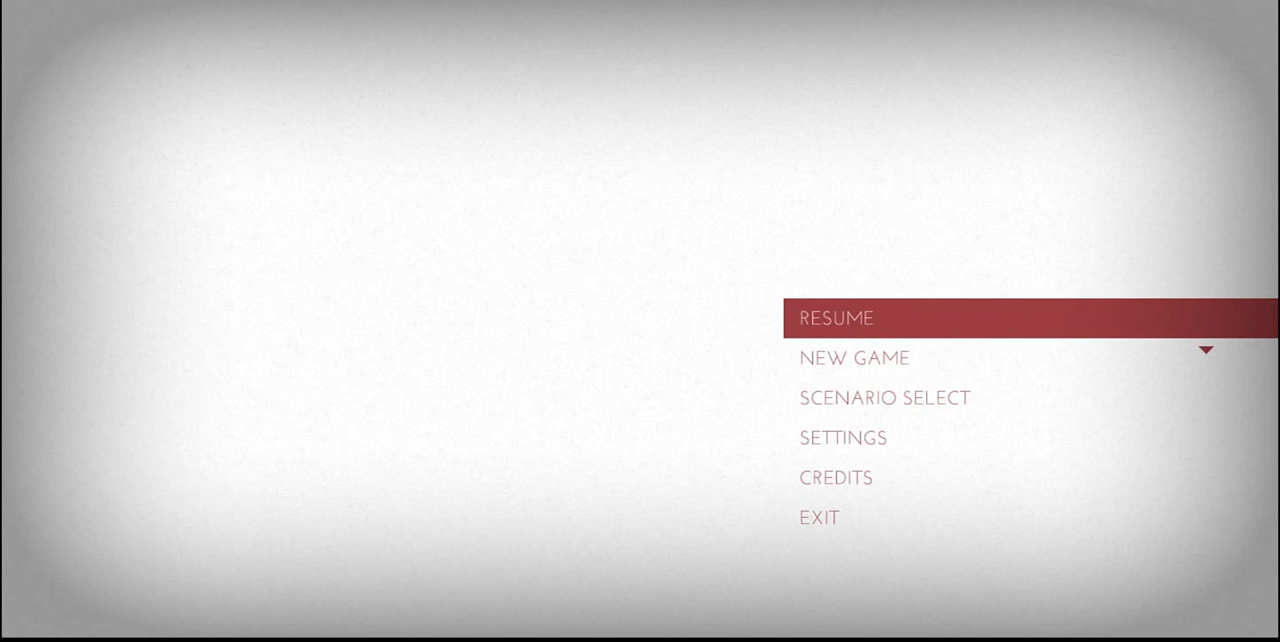 RESUME
NEW GAME
SCENARIO SELECT
SETTINGS
CREDITS
EXIT